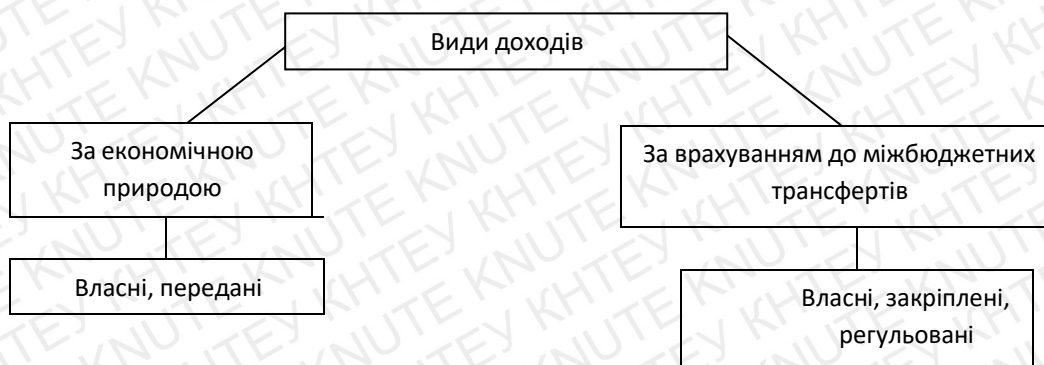 Види доходів
За економічною
природою
За врахуванням до міжбюджетних
трансфертів
Власні, передані
Власні, закріплені,
регульовані